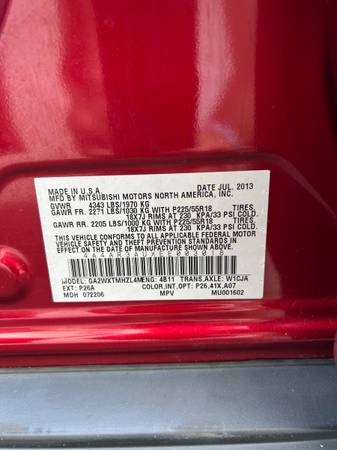 MADE IN U.S.A. DATE JUL. 2013
MFD BY MITSUBISHI MOTORS NORTH AMERICA, INC.
GVWR 4343 LBS/1970 KG
GAWR FR. 2271 LBS/1030 KG WITH P225/55R18
18X7J RIMS AT 230 KPA/33 PSI COLD.
GAWR RR. 2205 LBS/1000 KG WITH P225/55R18
18X7J RIMS AT 230 KPA/33 PSI COLD.
THIS VEHICLE CONFORMS TO ALL APPLICABLE FEDERAL MOTOR
VEHICLE SAFETY, BUMPER, AND THEFT PREVENTION STANDARDS
IN EFFECT ON THE DATE OF MANUFACTURE SHOWN ABOVE.
4A4AR3AUXEE003018
MODEL: GA2WXTMHZL4M ENG: 4B11 TRANS.AXLE: W1CJA
EXT: P26A COLOR,INT,OPT: P26,41X,A07
MDH 072206 MPV MU001602